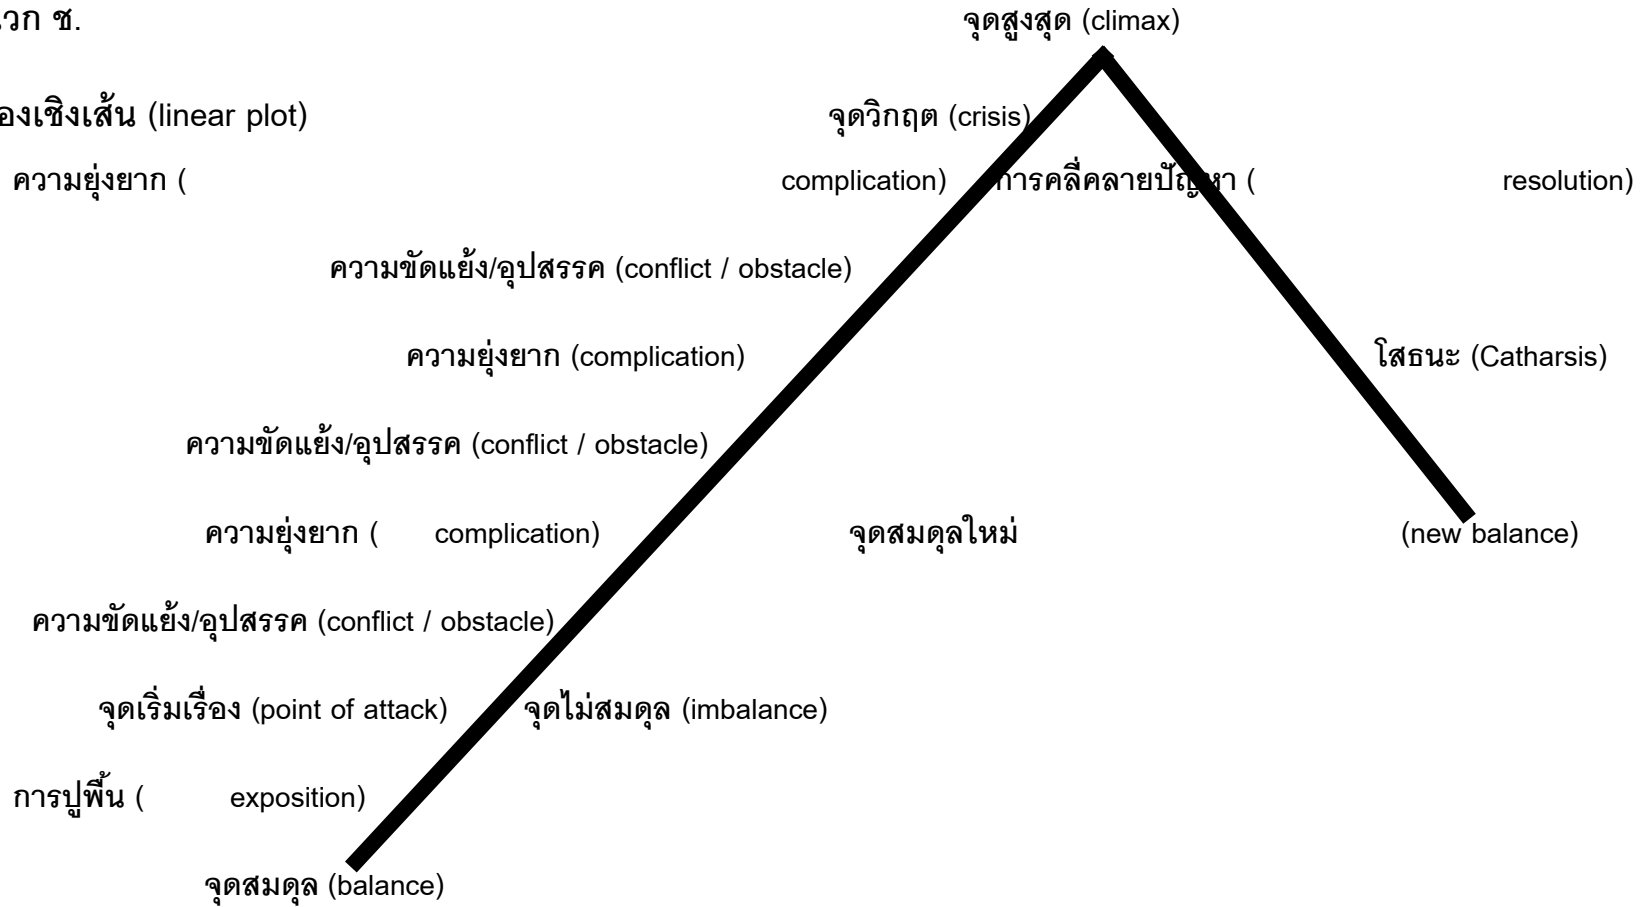 ช.
จุดสูงสุด (climax)
องเชิงเส้น (linear plot) จุดวิกฤต (crisis)
ความยุ่งยาก ( complication) การคลี่คลายปัญหา ( resolution)
ความขัดแย้ง/อุปสรรค (conflict / obstacle)
ความยุ่งยาก (complication) โสธนะ (Catharsis)
ความขัดแย้ง/อุปสรรค (conflict / obstacle)
ความยุ่งยาก ( complication) จุดสมดุลใหม่ (new balance)
ความขัดแย้ง/อุปสรรค (conflict / obstacle)
จุดเริ่มเรื่อง (point of attack) จุดไม่สมดุล (imbalance)
การปูพื้น ( exposition)
จุดสมดุล (balance)